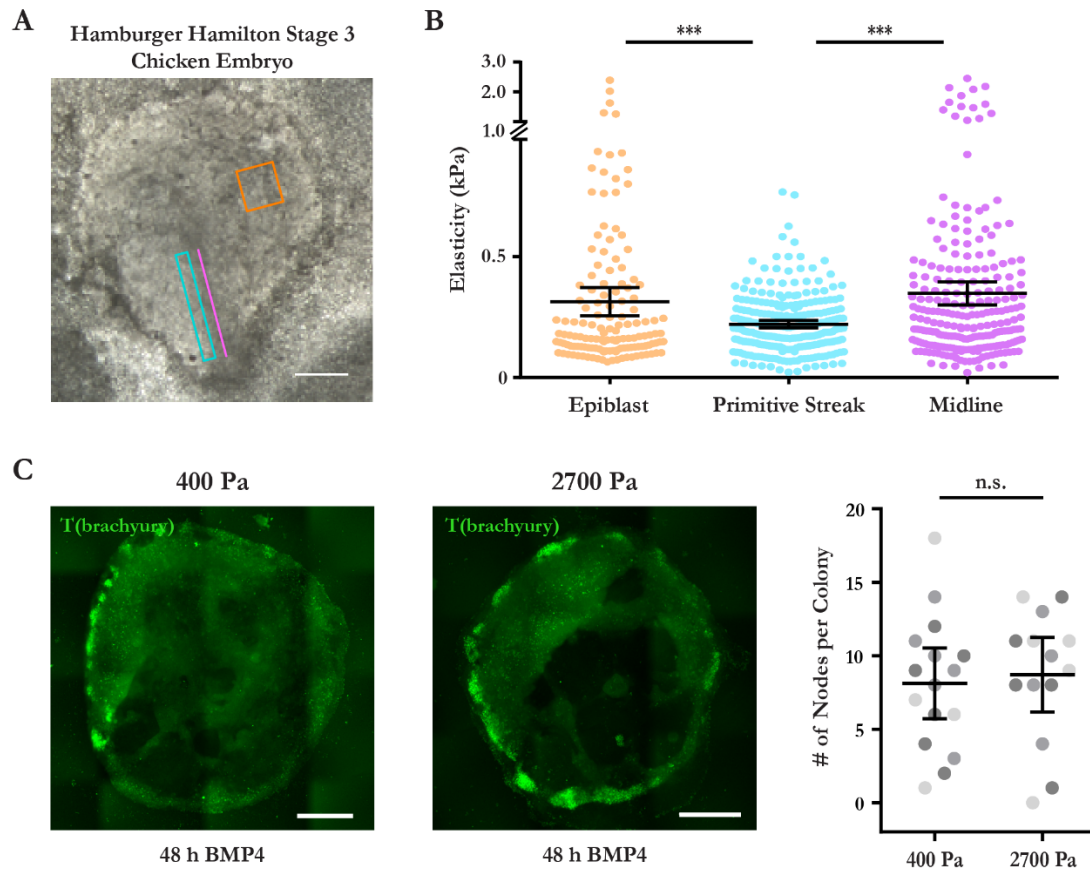 A
Hamburger Hamilton Stage 3
Chicken Embryo
B
***
***
3.0
2.0
1.0
0.5
0
Elasticity (kPa)
Epiblast
Primitive Streak
Midline
C
400 Pa
T(brachyury)
48 h BMP4
2700 Pa
T(brachyury)
48 h BMP4
n.s.
20
15
10
5
0
# of Nodes per Colony
400 Pa
2700 Pa